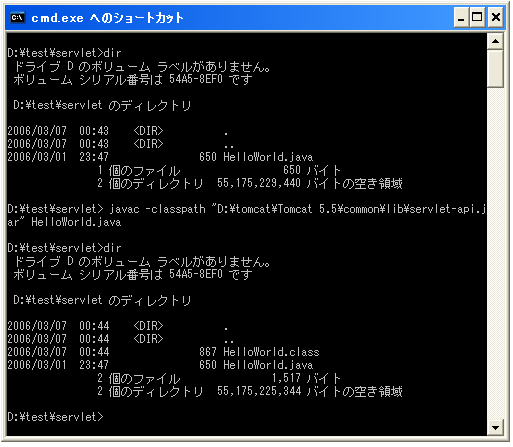 cmd.exe へのショートカット
D:¥test¥servlet>dir
ドライブ D のボリューム ラベルがありません。
ボリューム シリアル番号は 54A5-8EF0 です
D:¥test¥servlet のディレクトリ
2006/03/07  00:43    <DIR>          .
2006/03/07  00:43    <DIR>          ..
2006/03/01  23:47               650 HelloWorld.java
1 個のファイル                 650 バイト
2 個のディレクトリ  55,175,229,440 バイトの空き領域
D:¥test¥servlet> javac -classpath "D:¥tomcat¥Tomcat 5.5¥common¥lib¥servlet-api.j
ar" HelloWorld.java
D:¥test¥servlet>dir
ドライブ D のボリューム ラベルがありません。
ボリューム シリアル番号は 54A5-8EF0 です
D:¥test¥servlet のディレクトリ
2006/03/07  00:44    <DIR>          .
2006/03/07  00:44    <DIR>          ..
2006/03/07  00:44               867 HelloWorld.class
2006/03/01  23:47               650 HelloWorld.java
2 個のファイル               1,517 バイト
2 個のディレクトリ  55,175,225,344 バイトの空き領域
D:¥test¥servlet>